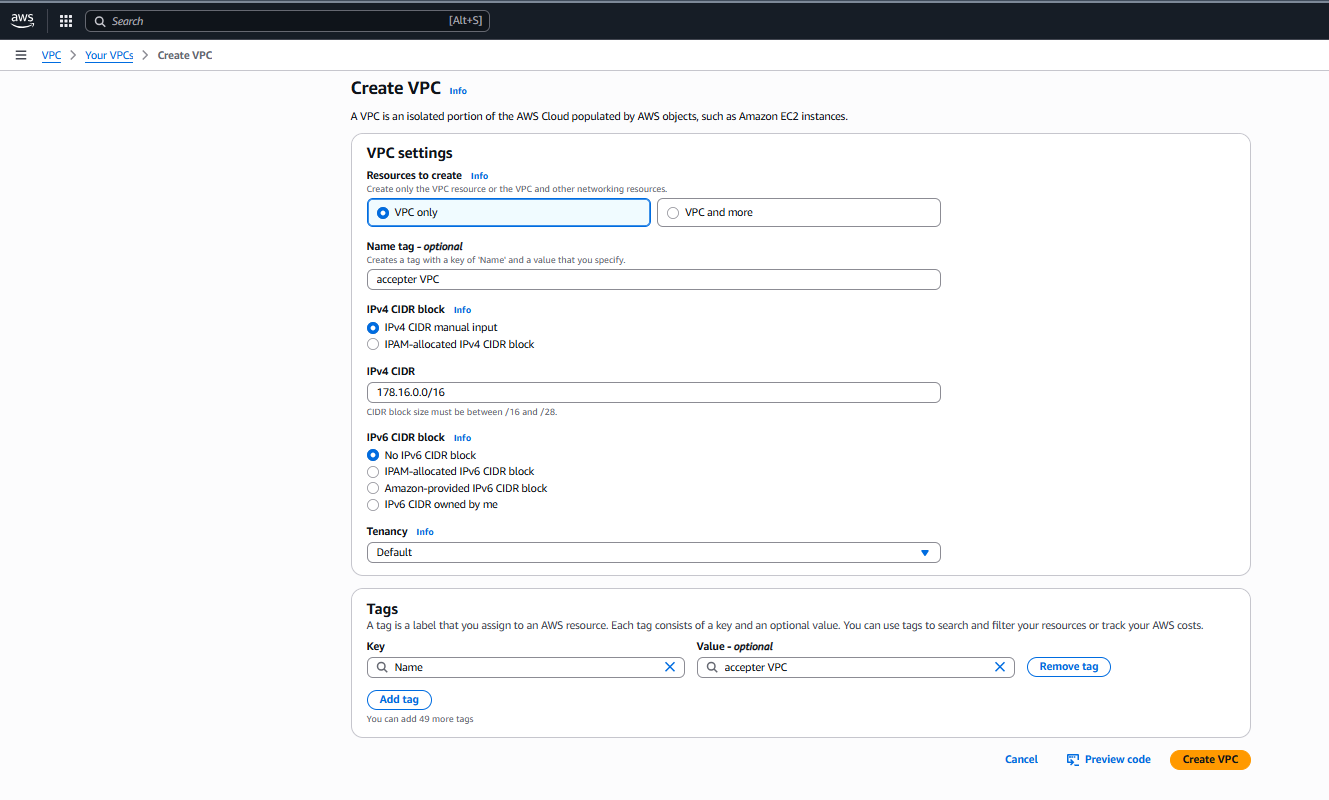 aws
Search [Alt+S]
VPC > Your VPCs > Create VPC
Create VPC Info
A VPC is an isolated portion of the AWS Cloud populated by AWS objects, such as Amazon EC2 instances.
VPC settings
Resources to create Info
Create only the VPC resource or the VPC and other networking resources.
VPC only VPC and more
Name tag - optional
Creates a tag with a key of 'Name' and a value that you specify.
accepter VPC
IPv4 CIDR block Info
IPv4 CIDR manual input
IPAM-allocated IPv4 CIDR block
IPv4 CIDR
178.16.0.0/16
CIDR block size must be between /16 and /28.
IPv6 CIDR block Info
No IPv6 CIDR block
IPAM-allocated IPv6 CIDR block
Amazon-provided IPv6 CIDR block
IPv6 CIDR owned by me
Tenancy Info
Default
Tags
A tag is a label that you assign to an AWS resource. Each tag consists of a key and an optional value. You can use tags to search and filter your resources or track your AWS costs.
Key Value - optional
Name accepter VPC Remove tag
Add tag
You can add 49 more tags
Cancel Preview code Create VPC